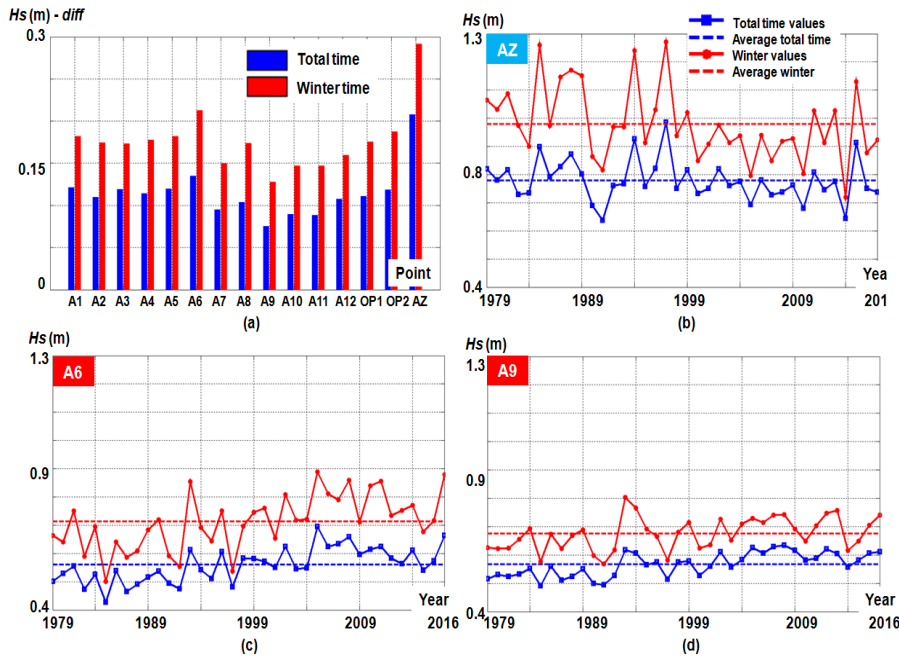 Hs (m) - diff
0.3
0.15
0
Total time
Winter time
Point
A1 A2 A3 A4 A5 A6 A7 A8 A9 A10 A11 A12 OP1 OP2 AZ
(a)
Hs (m)
1.3
0.8
0.4
AZ
Total time values
Average total time
Winter values
Average winter
Yea
1979 1989 1999 2009 201
(b)
Hs (m)
1.3
0.9
0.4
A6
Year
1979 1989 1999 2009 2016
(c)
Hs (m)
1.3
0.9
0.4
A9
Year
1979 1989 1999 2009 2016
(d)